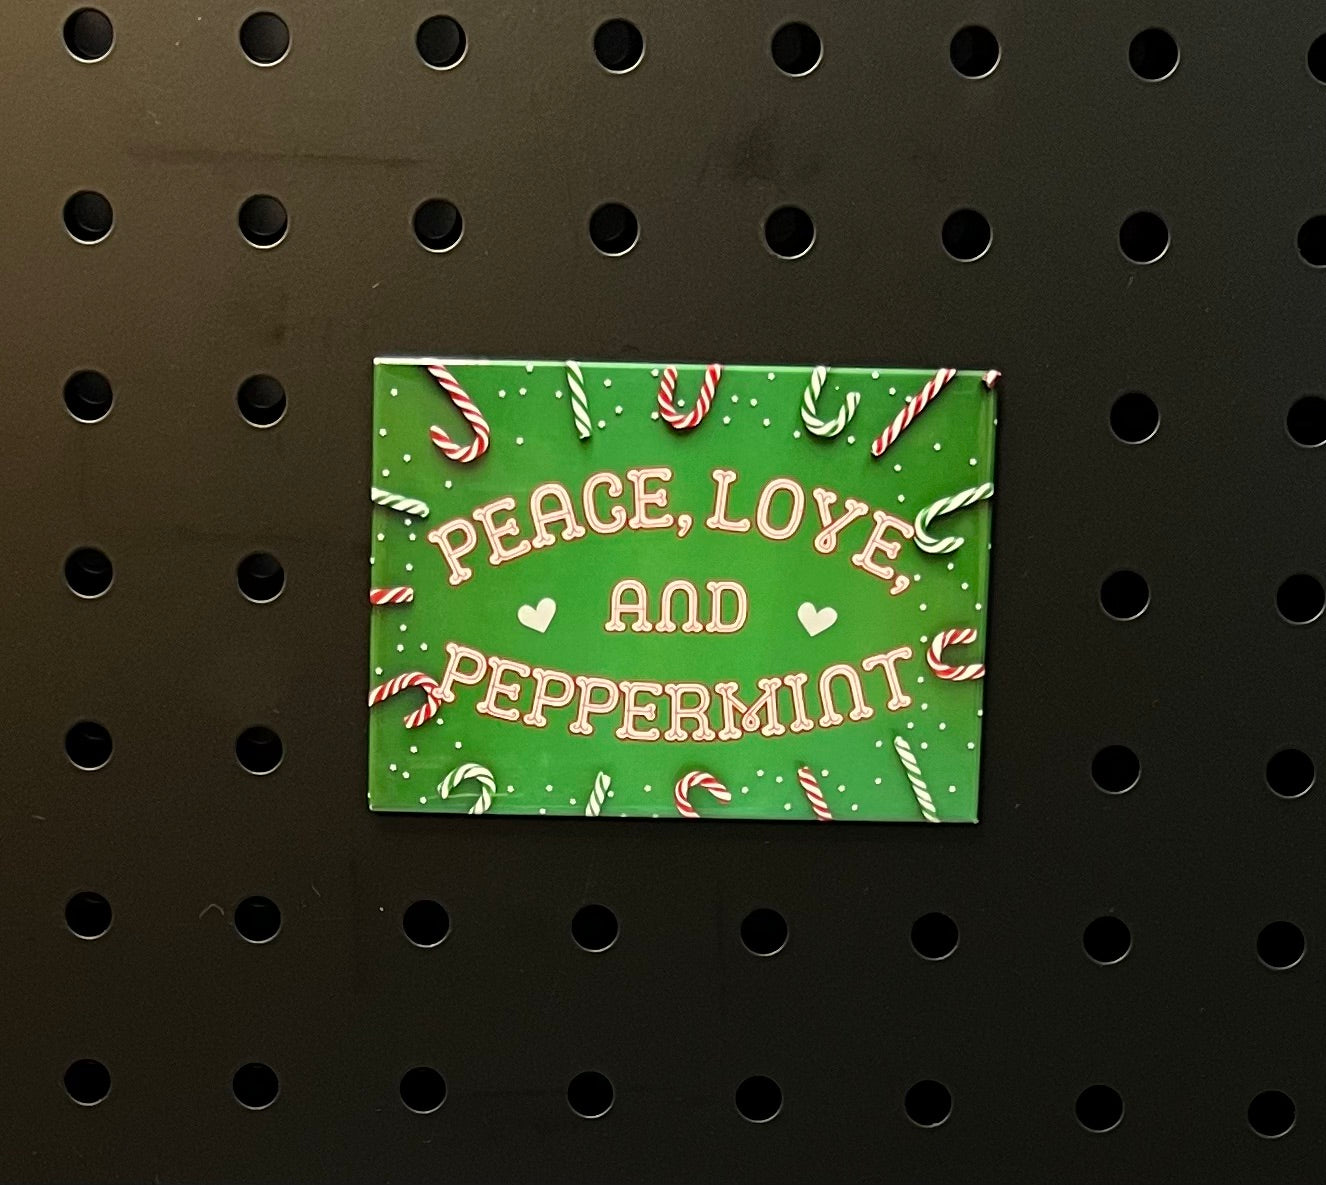 PEACE, LOVE,
AND
PEPPERMINT